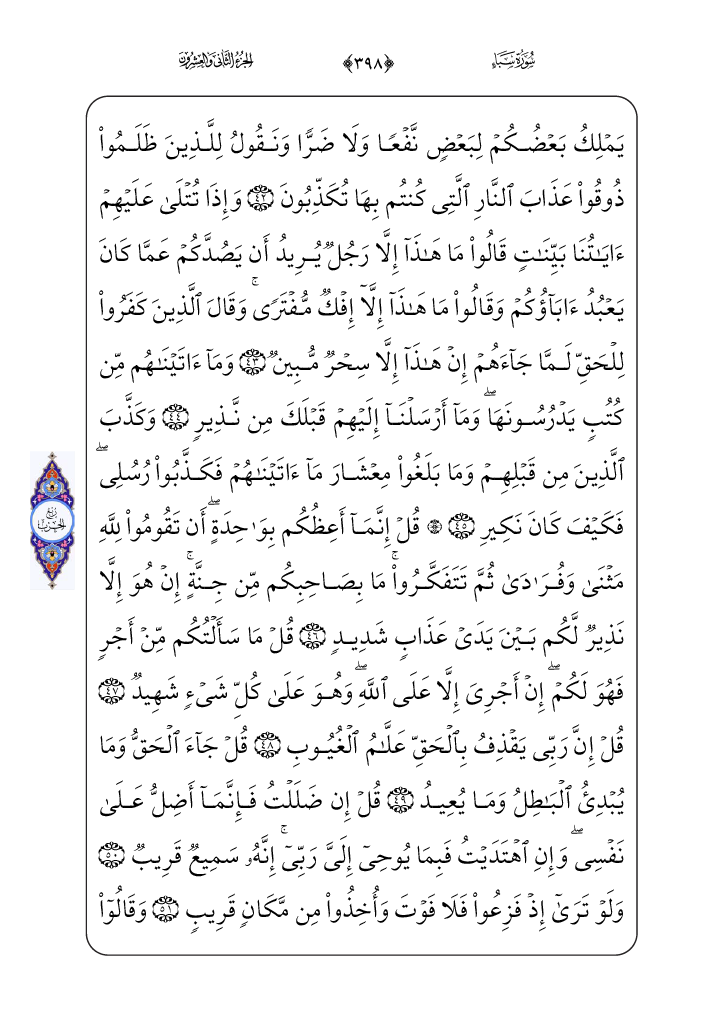 سُورَةُ سَبَإٍ ﴿٣٩٨﴾ الجُزءُ الثَّانِي وَالعِشْرُونَ
يَمۡلِكُ بَعۡضُكُمۡ لِبَعۡضٖ نَّفۡعٗا وَلَا ضَرّٗا وَنَقُولُ لِلَّذِينَ ظَلَمُواْ
ذُوقُواْ عَذَابَ ٱلنَّارِ ٱلَّتِي كُنتُم بِهَا تُكَذِّبُونَ ٤٢ وَإِذَا تُتۡلَىٰ عَلَيۡهِمۡ
ءَايَٰتُنَا بَيِّنَٰتٖ قَالُواْ مَا هَٰذَآ إِلَّا رَجُلٞ يُرِيدُ أَن يَصُدَّكُمۡ عَمَّا كَانَ
يَعۡبُدُ ءَابَآؤُكُمۡ وَقَالُواْ مَا هَٰذَآ إِلَّآ إِفۡكٞ مُّفۡتَرٗىۚ وَقَالَ ٱلَّذِينَ كَفَرُواْ
لِلۡحَقِّ لَمَّا جَآءَهُمۡ إِنۡ هَٰذَآ إِلَّا سِحۡرٞ مُّبِينٞ ٤٣ وَمَآ ءَاتَيۡنَٰهُم مِّن
كُتُبٖ يَدۡرُسُونَهَاۖ وَمَآ أَرۡسَلۡنَآ إِلَيۡهِمۡ قَبۡلَكَ مِن نَّذِيرٖ ٤٤ وَكَذَّبَ
ٱلَّذِينَ مِن قَبۡلِهِمۡ وَمَا بَلَغُواْ مِعۡشَارَ مَآ ءَاتَيۡنَٰهُمۡ فَكَذَّبُواْ رُسُلِيۖ
فَكَيۡفَ كَانَ نَكِيرِ ٤٥ ۞ قُلۡ إِنَّمَآ أَعِظُكُم بِوَٰحِدَةٍۖ أَن تَقُومُواْ لِلَّهِ
رُبْعُ الحِزْبِ
مَثۡنَىٰ وَفُرَٰدَىٰ ثُمَّ تَتَفَكَّرُواْۚ مَا بِصَاحِبِكُم مِّن جِنَّةٍۚ إِنۡ هُوَ إِلَّا
نَذِيرٞ لَّكُم بَيۡنَ يَدَيۡ عَذَابٖ شَدِيدٖ ٤٦ قُلۡ مَا سَأَلۡتُكُم مِّنۡ أَجۡرٖ
فَهُوَ لَكُمۡۖ إِنۡ أَجۡرِيَ إِلَّا عَلَى ٱللَّهِۖ وَهُوَ عَلَىٰ كُلِّ شَيۡءٖ شَهِيدٞ ٤٧
قُلۡ إِنَّ رَبِّي يَقۡذِفُ بِٱلۡحَقِّ عَلَّٰمُ ٱلۡغُيُوبِ ٤٨ قُلۡ جَآءَ ٱلۡحَقُّ وَمَا
يُبۡدِئُ ٱلۡبَٰطِلُ وَمَا يُعِيدُ ٤٩ قُلۡ إِن ضَلَلۡتُ فَإِنَّمَآ أَضِلُّ عَلَىٰ
نَفۡسِيۖ وَإِنِ ٱهۡتَدَيۡتُ فَبِمَا يُوحِيٓ إِلَيَّ رَبِّيٓۚ إِنَّهُۥ سَمِيعٞ قَرِيبٞ ٥٠
وَلَوۡ تَرَىٰٓ إِذۡ فَزِعُواْ فَلَا فَوۡتَ وَأُخِذُواْ مِن مَّكَانٖ قَرِيبٖ ٥١ وَقَالُوٓاْ